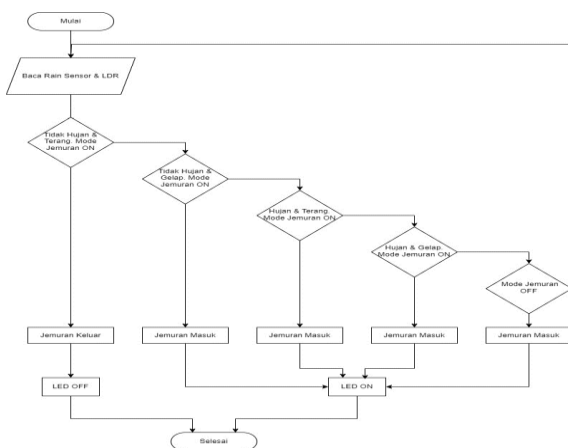 Mulai
Baca Rain Sensor & LDR
Tidak Hujan &
Terang. Mode
Jemuran ON
Tidak Hujan &
Gelap. Mode
Jemuran ON
Hujan & Terang.
Mode Jemuran ON
Hujan & Gelap.
Mode Jemuran ON
Mode Jemuran
OFF
Jemuran Keluar
Jemuran Masuk
Jemuran Masuk
Jemuran Masuk
Jemuran Masuk
LED OFF
LED ON
Selesai